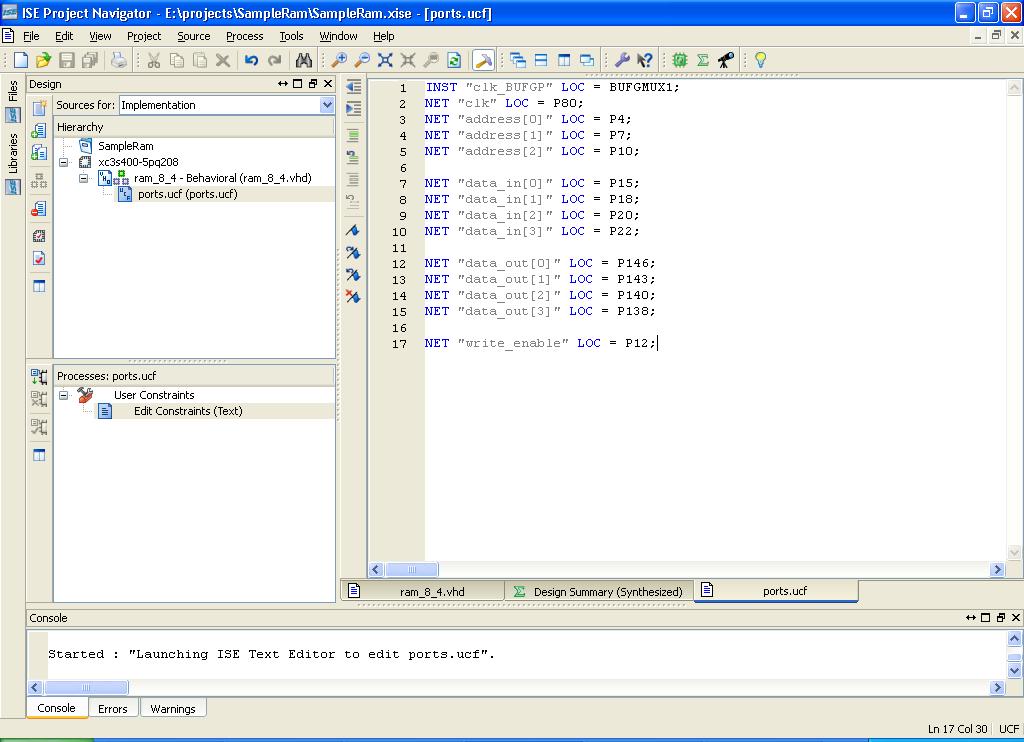 ISE Project Navigator - E:\projects\SampleRam\SampleRam.xise - [ports.ucf]
File Edit View Project Source Process Tools Window Help
Files
Libraries
Design
Sources for: Implementation
Hierarchy
SampleRam
xc3s400-5pq208
ram_8_4 - Behavioral (ram_8_4.vhd)
ports.ucf (ports.ucf)
Processes: ports.ucf
User Constraints
Edit Constraints (Text)
1 INST "clk_BUFGP" LOC = BUFGMUX1;
2 NET "clk" LOC = P80;
3 NET "address[0]" LOC = P4;
4 NET "address[1]" LOC = P7;
5 NET "address[2]" LOC = P10;
6
7 NET "data_in[0]" LOC = P15;
8 NET "data_in[1]" LOC = P18;
9 NET "data_in[2]" LOC = P20;
10 NET "data_in[3]" LOC = P22;
11
12 NET "data_out[0]" LOC = P146;
13 NET "data_out[1]" LOC = P143;
14 NET "data_out[2]" LOC = P140;
15 NET "data_out[3]" LOC = P138;
16
17 NET "write_enable" LOC = P12;
ram_8_4.vhd
Design Summary (Synthesized)
ports.ucf
Console
Started : "Launching ISE Text Editor to edit ports.ucf".
Console Errors Warnings
Ln 17 Col 30 UCF